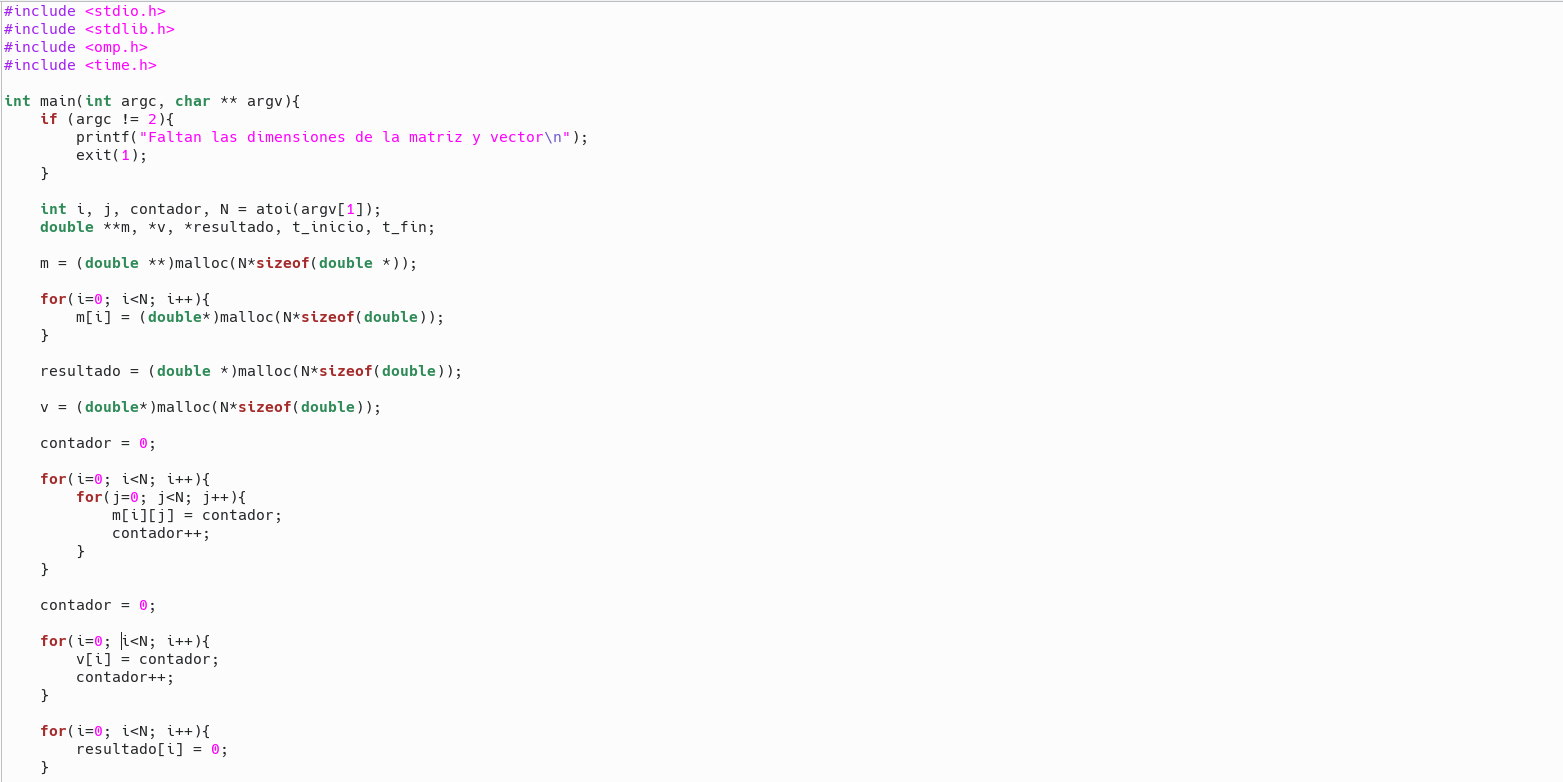 #include <stdio.h>
#include <stdlib.h>
#include <omp.h>
#include <time.h>

int main(int argc, char ** argv){
    if (argc != 2){
        printf("Faltan las dimensiones de la matriz y vector\n");
        exit(1);
    }

    int i, j, contador, N = atoi(argv[1]);
    double **m, *v, *resultado, t_inicio, t_fin;

    m = (double **)malloc(N*sizeof(double *));

    for(i=0; i<N; i++){
        m[i] = (double*)malloc(N*sizeof(double));
    }

    resultado = (double *)malloc(N*sizeof(double));

    v = (double*)malloc(N*sizeof(double));

    contador = 0;

    for(i=0; i<N; i++){
        for(j=0; j<N; j++){
            m[i][j] = contador;
            contador++;
        }
    }

    contador = 0;

    for(i=0; i<N; i++){
        v[i] = contador;
        contador++;
    }

    for(i=0; i<N; i++){
        resultado[i] = 0;
    }